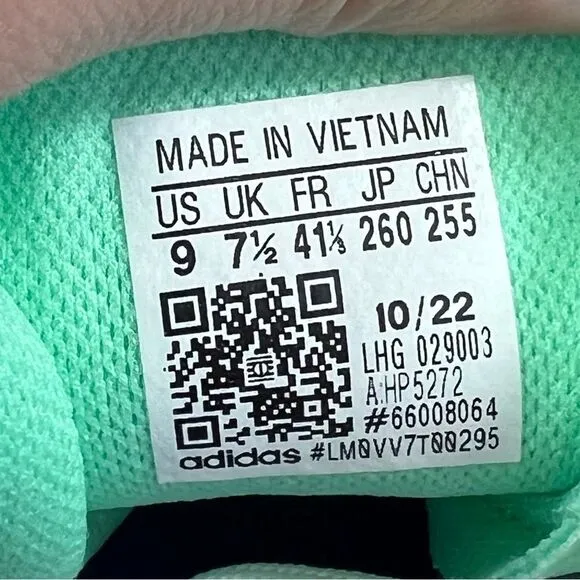 MADE IN VIETNAM
US UK FR JP CHN
9 7½ 41⅓ 260 255
10/22
LHG 029003
A:HP5272
#66008064
adidas #LM0VV7T00295